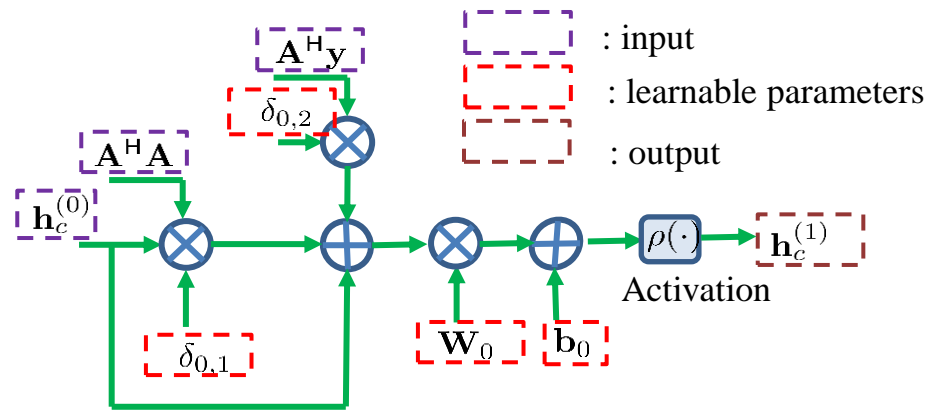 A^H y
: input
δ_{0,2}
: learnable parameters
A^H A
: output
h_c^{(0)}
ρ(·)
h_c^{(1)}
Activation
δ_{0,1}
W_0
b_0